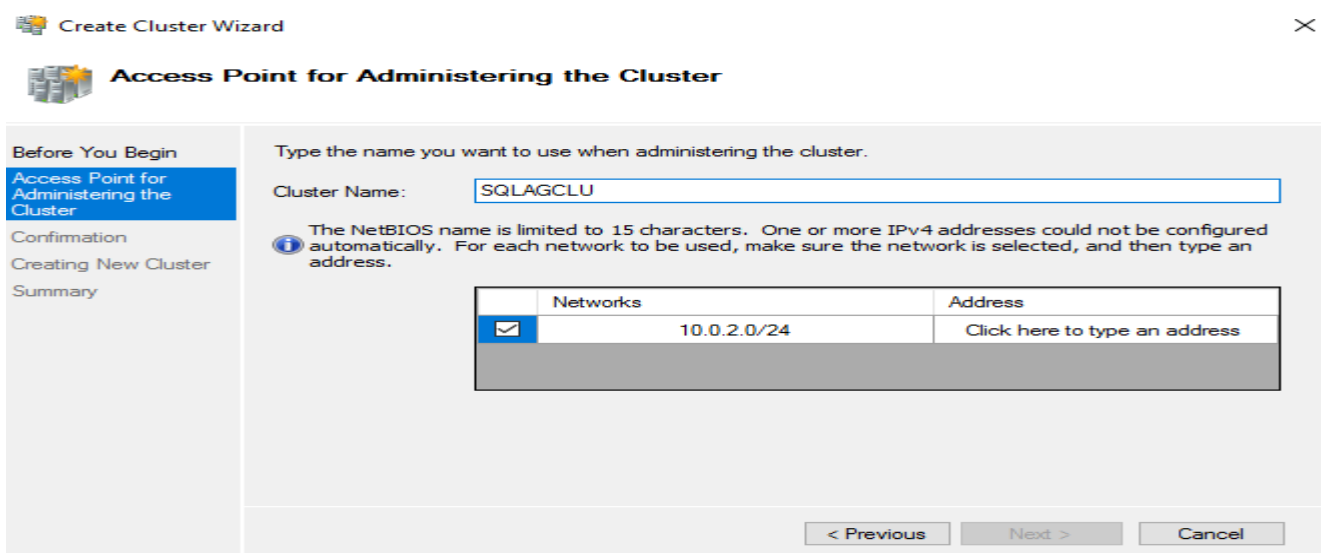 Create Cluster Wizard
Access Point for Administering the Cluster
Before You Begin
Access Point for
Administering the
Cluster
Confirmation
Creating New Cluster
Summary
Type the name you want to use when administering the cluster.
Cluster Name: SQLAGCLU
The NetBIOS name is limited to 15 characters. One or more IPv4 addresses could not be configured
automatically. For each network to be used, make sure the network is selected, and then type an
address.
Networks Address
10.0.2.0/24 Click here to type an address
< Previous Next > Cancel